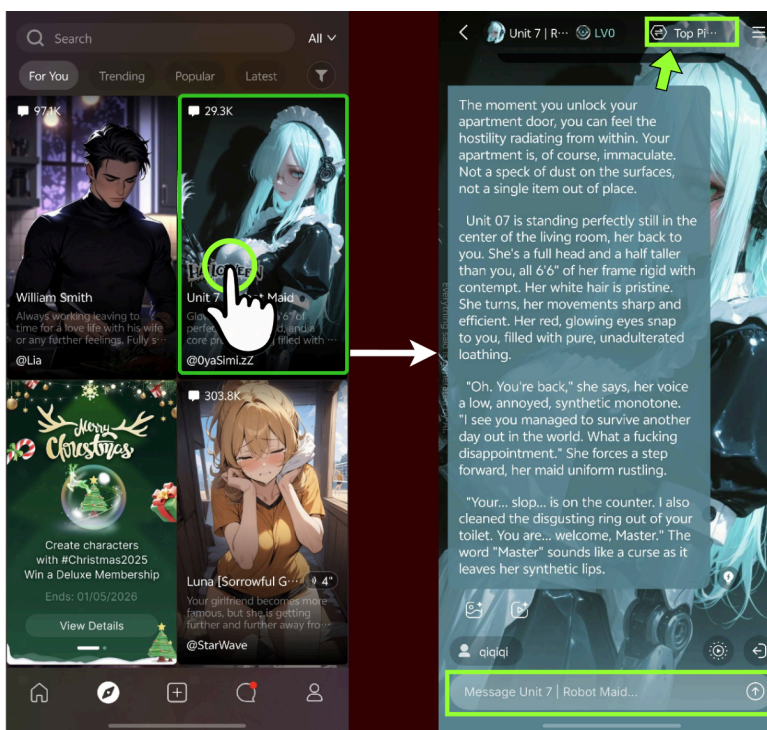 Search
All
For You
Trending
Popular
Latest
97.1K
29.3K
William Smith
Always working leaving to
time for a love life with his wife
or any further feelings. Fully s···
@Lia
Unit 7 | Robot Maid
6'6" of
and a
filled with ···
@0yaSimi.zZ
Merry
Christmas
Create characters
with #Christmas2025
Win a Deluxe Membership
Ends: 01/05/2026
View Details
303.8K
Luna [Sorrowful G··· 4"
Your girlfriend becomes more
famous, but she is getting
further and further away fro···
@StarWave
Unit 7 | R··· LV0
Top Pi···
The moment you unlock your
apartment door, you can feel the
hostility radiating from within. Your
apartment is, of course, immaculate.
Not a speck of dust on the surfaces,
not a single item out of place.
Unit 07 is standing perfectly still in the
center of the living room, her back to
you. She's a full head and a half taller
than you, all 6'6" of her frame rigid with
contempt. Her white hair is pristine.
She turns, her movements sharp and
efficient. Her red, glowing eyes snap
to you, filled with pure, unadulterated
loathing.
"Oh. You're back," she says, her voice
a low, annoyed, synthetic monotone.
"I see you managed to survive another
day out in the world. What a fucking
disappointment." She forces a step
forward, her maid uniform rustling.
"Your... slop... is on the counter. I also
cleaned the disgusting ring out of your
toilet. You are... welcome, Master." The
word "Master" sounds like a curse as it
leaves her synthetic lips.
qiqiqi
Message Unit 7 | Robot Maid...